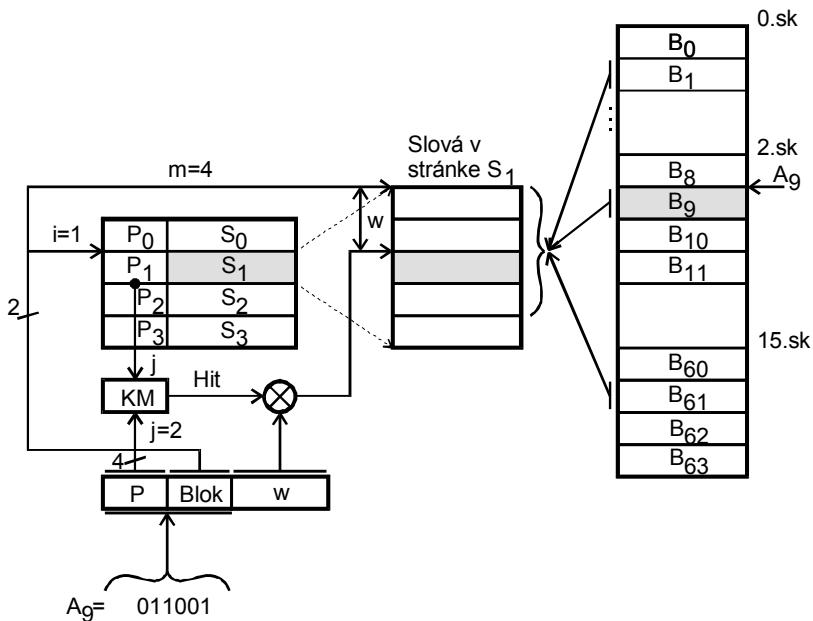 0.sk
B0
B1
Slová v
stránke S1
2.sk
m=4
B8
A9
B9
w
i=1
P0 S0
B10
P1 S1
B11
2
P2 S2
P3 S3
15.sk
j
Hit
B60
KM
B61
j=2
B62
4
B63
P Blok w
A9= 011001